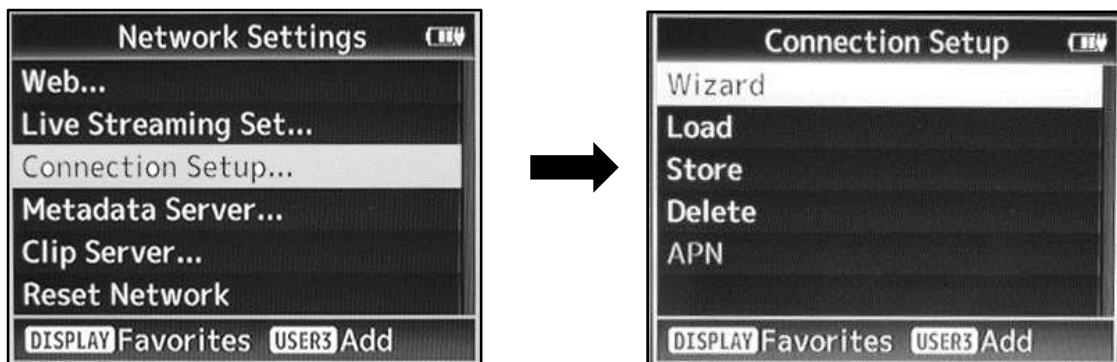 Network Settings
Web...
Live Streaming Set...
Connection Setup...
Metadata Server...
Clip Server...
Reset Network
DISPLAY Favorites USER3 Add
Connection Setup
Wizard
Load
Store
Delete
APN
DISPLAY Favorites USER3 Add